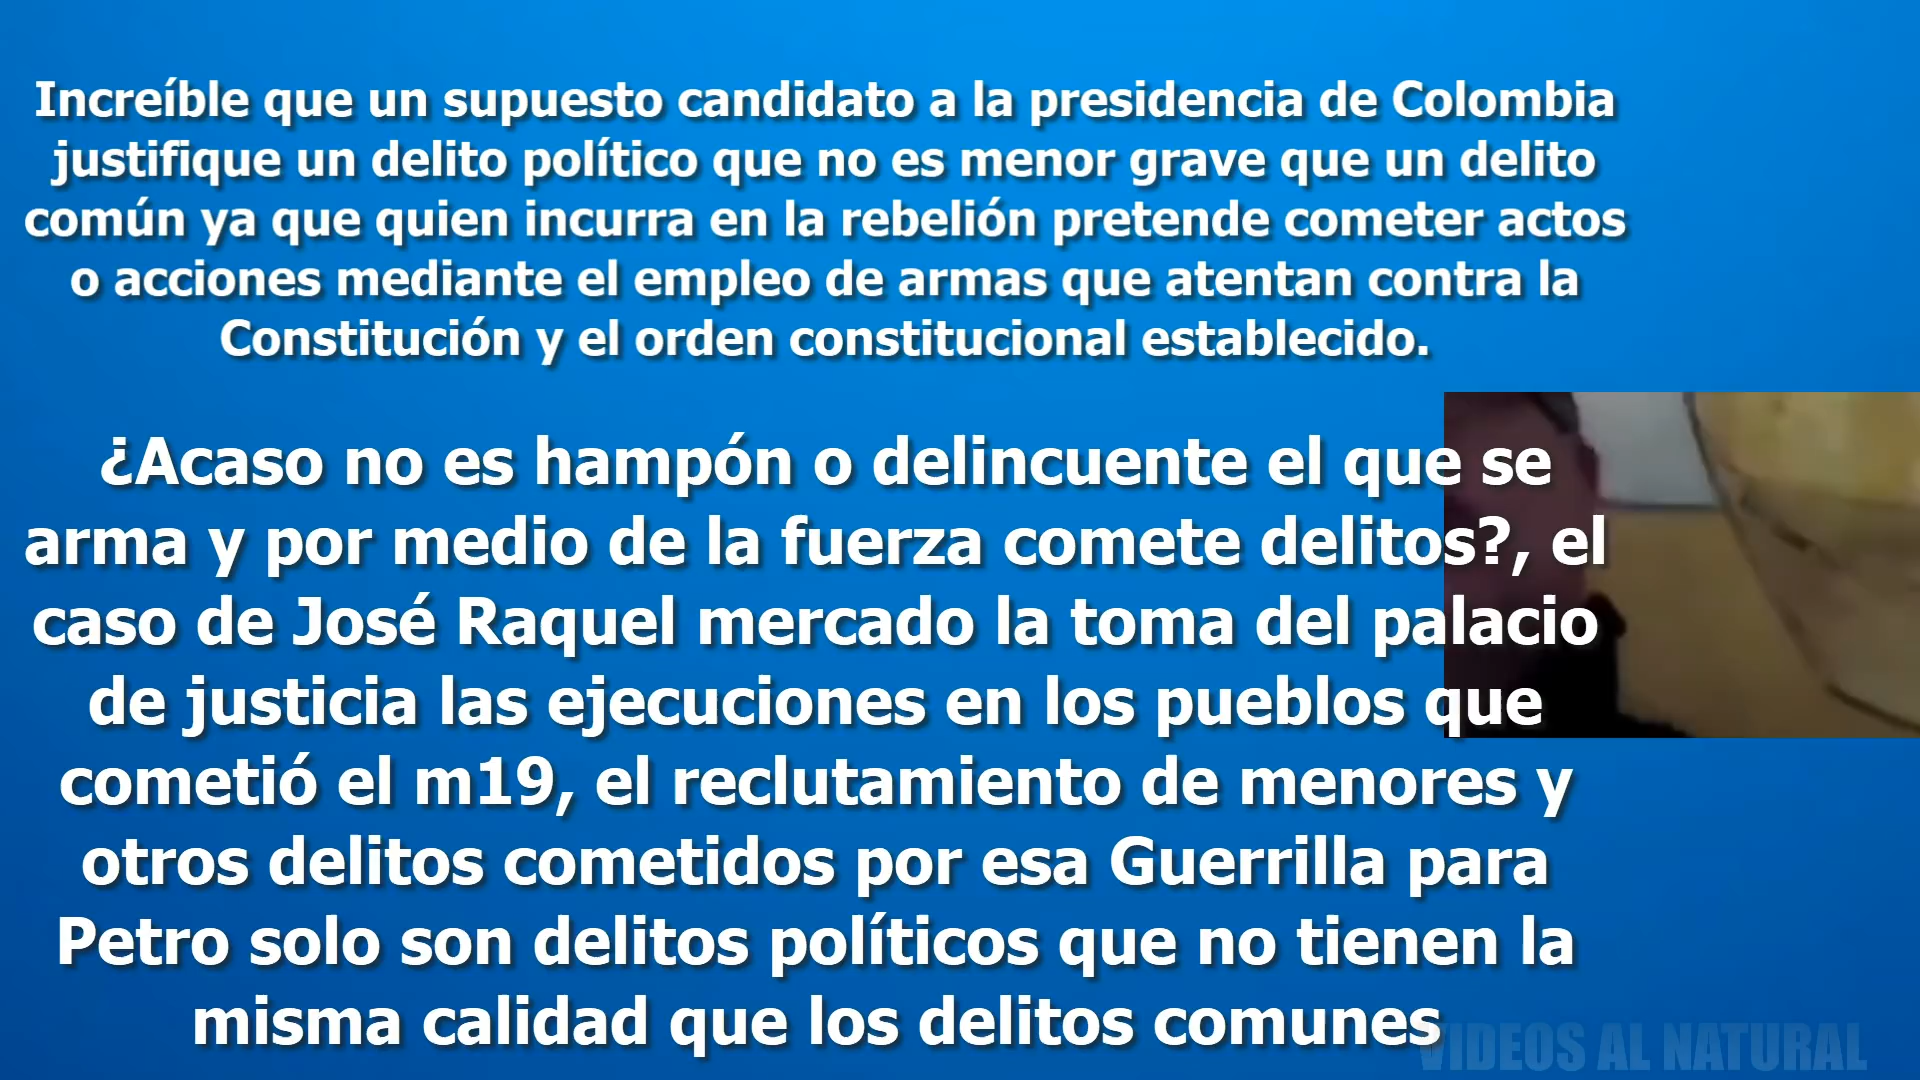 Increíble que un supuesto candidato a la presidencia de Colombia
justifique un delito político que no es menor grave que un delito
común ya que quien incurra en la rebelión pretende cometer actos
o acciones mediante el empleo de armas que atentan contra la
Constitución y el orden constitucional establecido.
¿Acaso no es hampón o delincuente el que se
arma y por medio de la fuerza comete delitos?, el
caso de José Raquel mercado la toma del palacio
de justicia las ejecuciones en los pueblos que
cometió el m19, el reclutamiento de menores y
otros delitos cometidos por esa Guerrilla para
Petro solo son delitos políticos que no tienen la
misma calidad que los delitos comunes
VIDEOS AL NATURAL